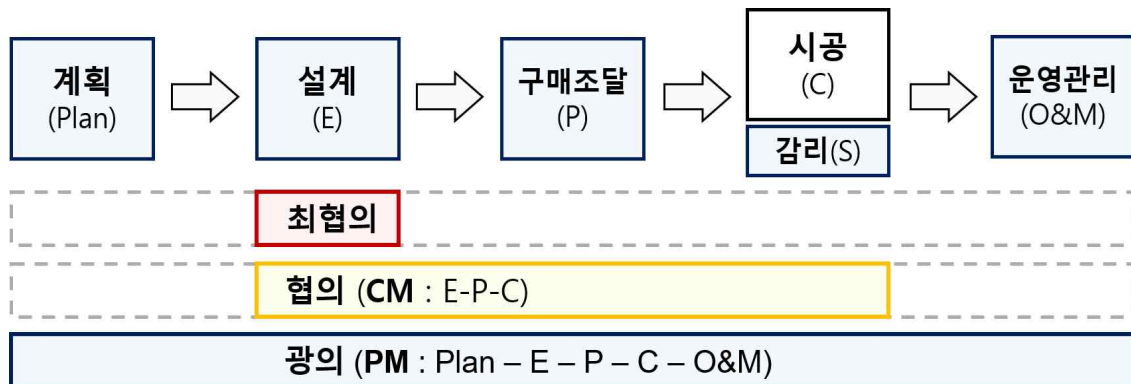 계획
(Plan)
설계
(E)
구매조달
(P)
시공
(C)
감리(S)
운영관리
(O&M)
최협의
협의 (CM : E-P-C)
광의 (PM : Plan – E – P – C – O&M)